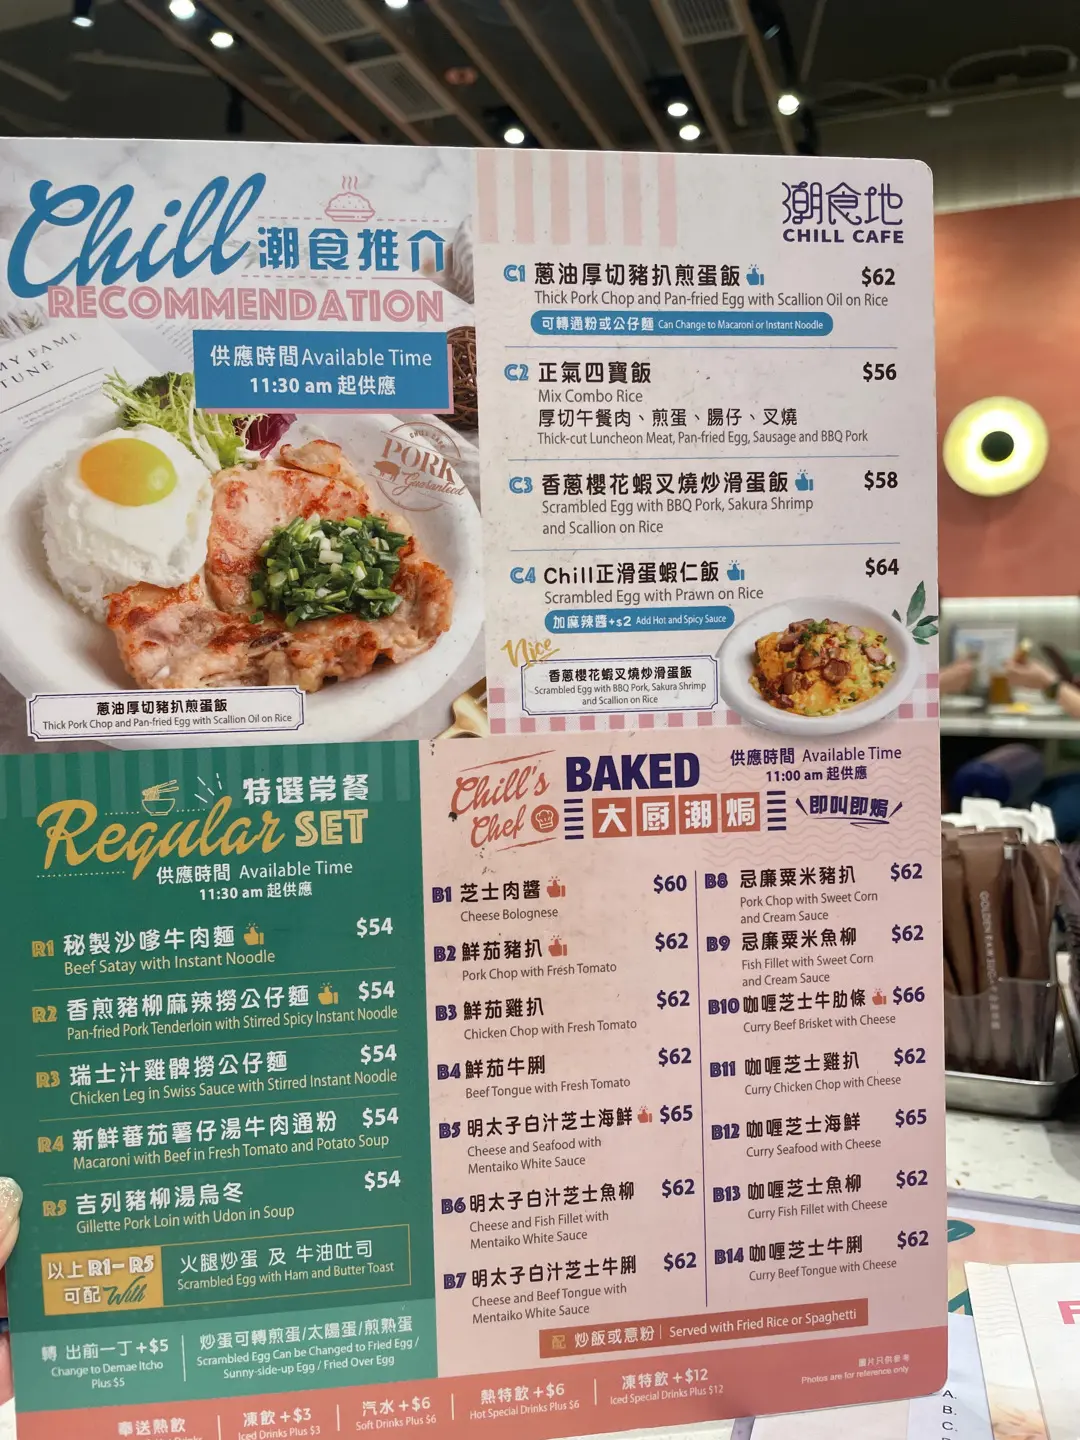 Chill 潮食推介
RECOMMENDATION
供應時間Available Time
11:30 am 起供應
MY FAME
TUNE
PORK
Guaranteed
蔥油厚切豬扒煎蛋飯
Thick Pork Chop and Pan-fried Egg with Scallion Oil on Rice
潮食地
CHILL CAFE
C1 蔥油厚切豬扒煎蛋飯 $62
Thick Pork Chop and Pan-fried Egg with Scallion Oil on Rice
可轉通粉或公仔麵 Can Change to Macaroni or Instant Noodle
C2 正氣四寶飯 $56
Mix Combo Rice
厚切午餐肉、煎蛋、腸仔、叉燒
Thick-cut Luncheon Meat, Pan-fried Egg, Sausage and BBQ Pork
C3 香蔥櫻花蝦叉燒炒滑蛋飯 $58
Scrambled Egg with BBQ Pork, Sakura Shrimp
and Scallion on Rice
C4 Chill正滑蛋蝦仁飯 $64
Scrambled Egg with Prawn on Rice
加麻辣醬+$2 Add Hot and Spicy Sauce
Nice
香蔥櫻花蝦叉燒炒滑蛋飯
Scrambled Egg with BBQ Pork, Sakura Shrimp
and Scallion on Rice
特選常餐
Regular SET
供應時間 Available Time
11:30 am 起供應
R1 秘製沙嗲牛肉麵 $54
Beef Satay with Instant Noodle
R2 香煎豬柳麻辣撈公仔麵 $54
Pan-fried Pork Tenderloin with Stirred Spicy Instant Noodle
R3 瑞士汁雞髀撈公仔麵 $54
Chicken Leg in Swiss Sauce with Stirred Instant Noodle
R4 新鮮蕃茄薯仔湯牛肉通粉 $54
Macaroni with Beef in Fresh Tomato and Potato Soup
R5 吉列豬柳湯烏冬 $54
Gillette Pork Loin with Udon in Soup
以上 R1-R5
可配 With
火腿炒蛋 及 牛油吐司
Scrambled Egg with Ham and Butter Toast
轉 出前一丁+$5
Change to Demae Itcho
Plus $5
炒蛋可轉煎蛋/太陽蛋/煎熟蛋
Scrambled Egg Can be Changed to Fried Egg /
Sunny-side-up Egg / Fried Over Egg
Chill's
Chef
BAKED
大厨潮焗
供應時間 Available Time
11:00 am 起供應
即叫即焗
B1 芝士肉醬 $60
Cheese Bolognese
B2 鮮茄豬扒 $62
Pork Chop with Fresh Tomato
B3 鮮茄雞扒 $62
Chicken Chop with Fresh Tomato
B4 鮮茄牛脷 $62
Beef Tongue with Fresh Tomato
B5 明太子白汁芝士海鮮 $65
Cheese and Seafood with
Mentaiko White Sauce
B6 明太子白汁芝士魚柳 $62
Cheese and Fish Fillet with
Mentaiko White Sauce
B7 明太子白汁芝士牛脷 $62
Cheese and Beef Tongue with
Mentaiko White Sauce
B8 忌廉粟米豬扒 $62
Pork Chop with Sweet Corn
and Cream Sauce
B9 忌廉粟米魚柳 $62
Fish Fillet with Sweet Corn
and Cream Sauce
B10 咖喱芝士牛肋條 $66
Curry Beef Brisket with Cheese
B11 咖喱芝士雞扒 $62
Curry Chicken Chop with Cheese
B12 咖喱芝士海鮮 $65
Curry Seafood with Cheese
B13 咖喱芝士魚柳 $62
Curry Fish Fillet with Cheese
B14 咖喱芝士牛脷 $62
Curry Beef Tongue with Cheese
配 炒飯或意粉 | Served with Fried Rice or Spaghetti
圖片只供參考
Photos are for reference only
奉送熱飲
凍飲+$3
Iced Drinks Plus $3
汽水+$6
Soft Drinks Plus $6
熱特飲+$6
Hot Special Drinks Plus $6
凍特飲+$12
Iced Special Drinks Plus $12
A.
B.
C.